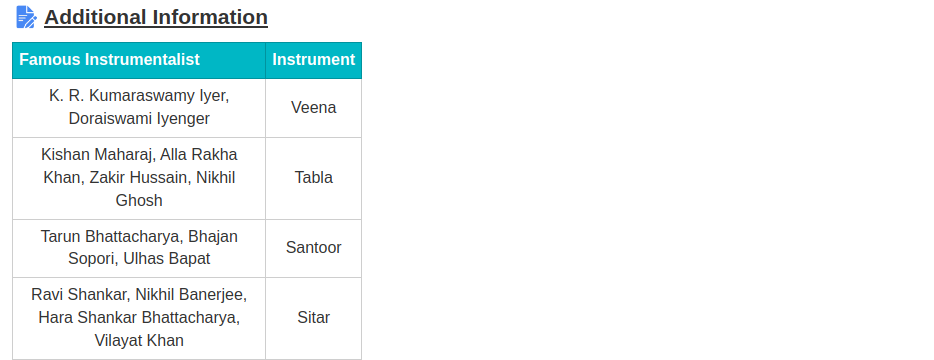 Additional Information
Famous Instrumentalist Instrument
K. R. Kumaraswamy Iyer,
Doraiswami Iyenger
Veena
Kishan Maharaj, Alla Rakha
Khan, Zakir Hussain, Nikhil
Ghosh
Tabla
Tarun Bhattacharya, Bhajan
Sopori, Ulhas Bapat
Santoor
Ravi Shankar, Nikhil Banerjee,
Hara Shankar Bhattacharya,
Vilayat Khan
Sitar